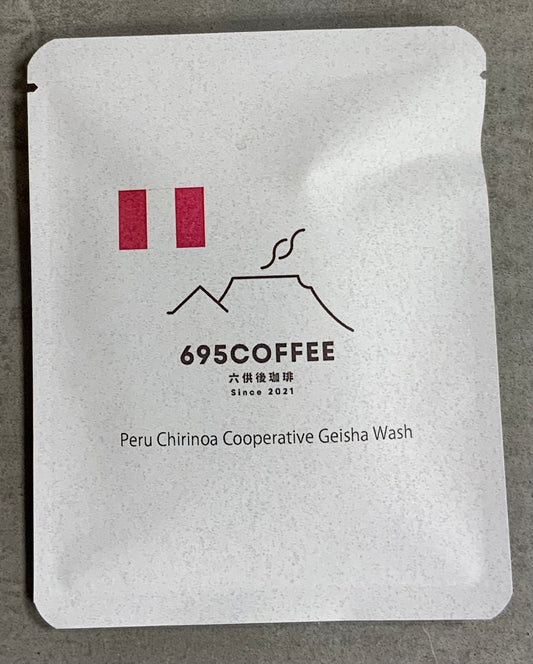 695COFFEE
六供後珈琲
Since 2021
Peru Chirinoa Cooperative Geisha Wash